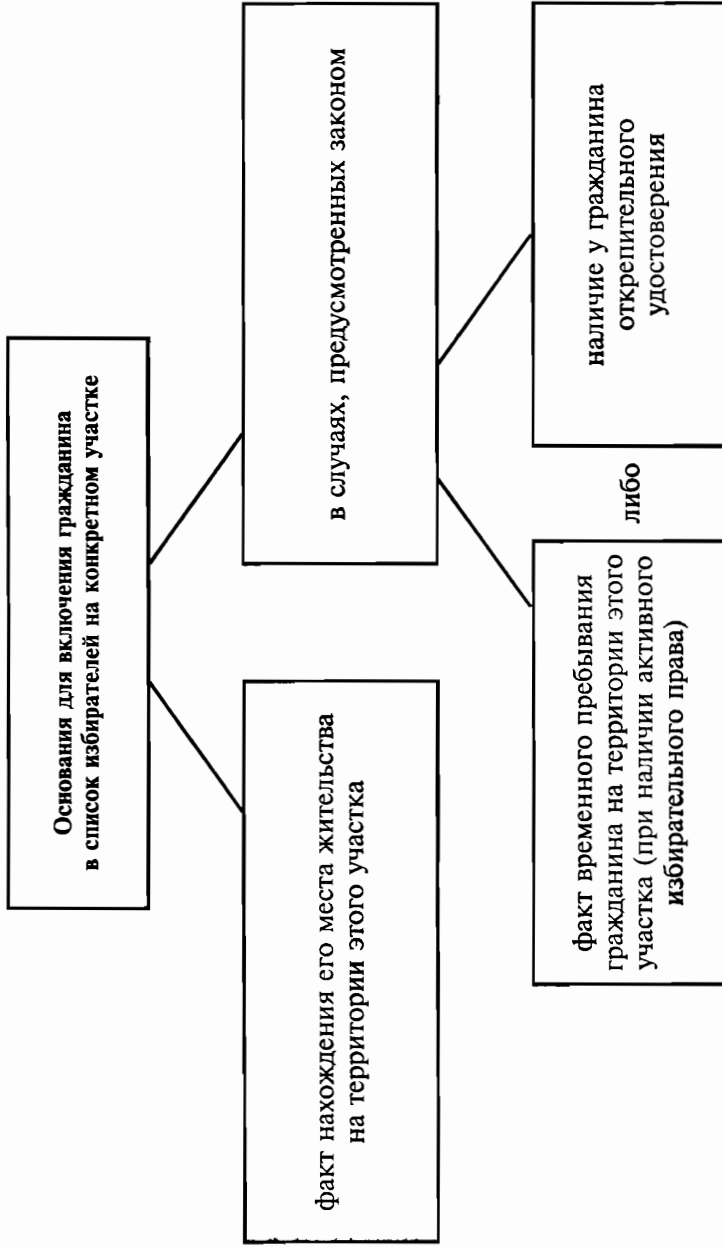 Основания для включения гражданина
в список избирателей на конкретном участке
факт нахождения его места жительства
на территории этого участка
в случаях, предусмотренных законом
факт временного пребывания
гражданина на территории этого
участка (при наличии активного
избирательного права)
либо
наличие у гражданина
открепительного
удостоверения